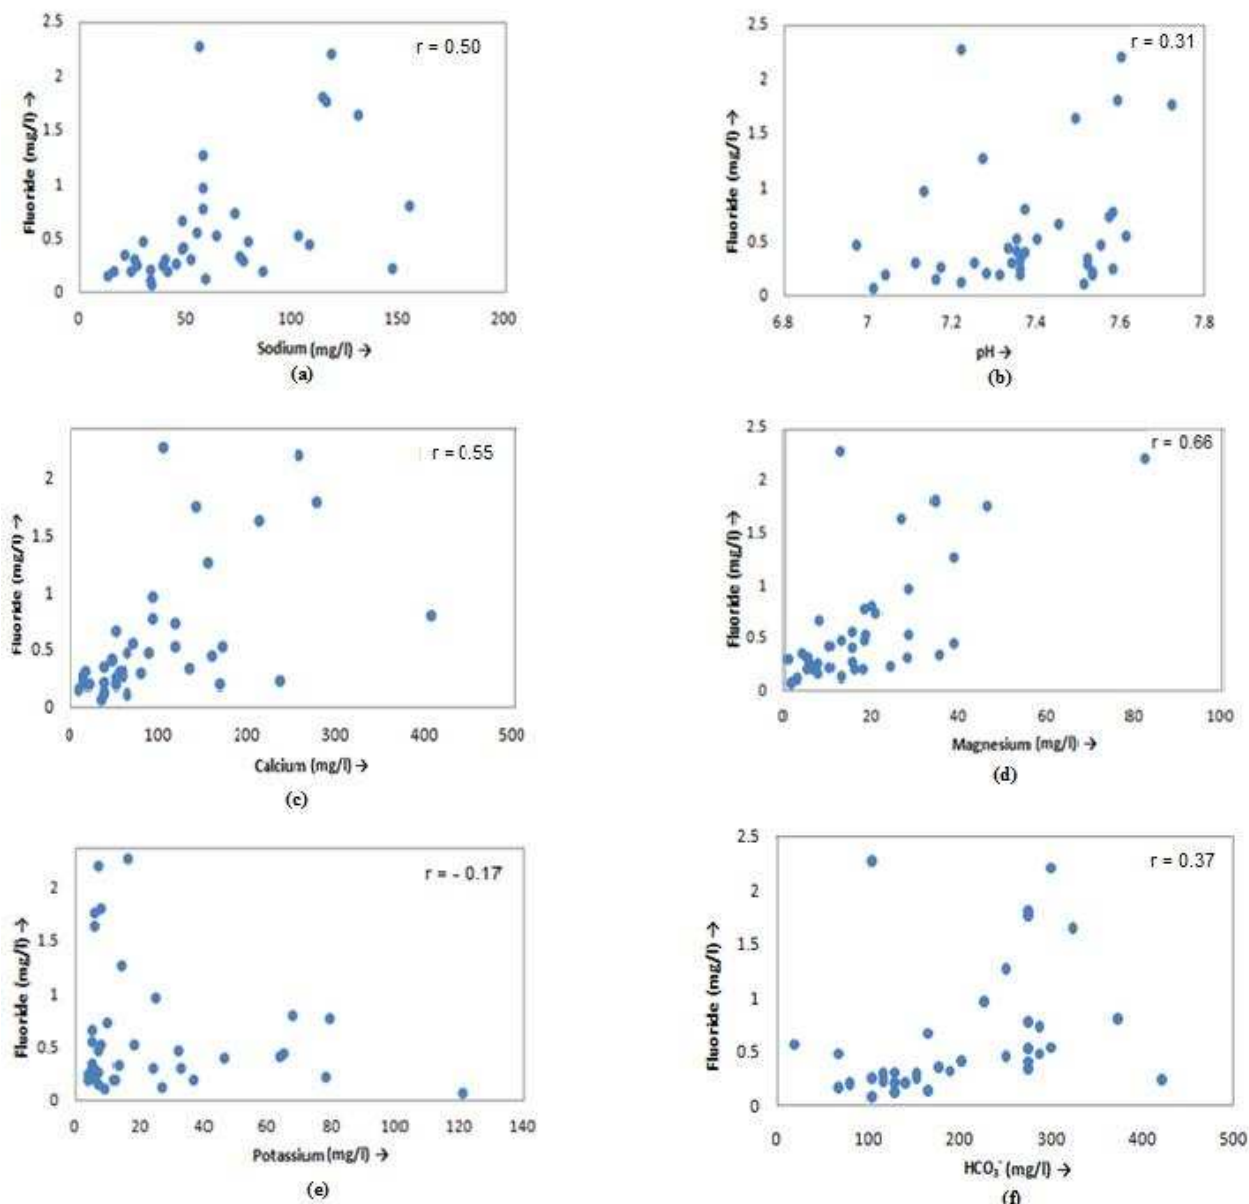 2.5
2
1.5
1
0.5
0
Fluoride (mg/l) →
r = 0.50
0 50 100 150 200
Sodium (mg/l) →
(a)
2.5
2
1.5
1
0.5
0
Fluoride (mg/l) →
r = 0.31
6.8 7 7.2 7.4 7.6 7.8
pH →
(b)
2
1.5
1
0.5
0
Fluoride (mg/l) →
r = 0.55
0 100 200 300 400 500
Calcium (mg/l) →
(c)
2.5
2
1.5
1
0.5
0
Fluoride (mg/l) →
r = 0.66
0 20 40 60 80 100
Magnesium (mg/l) →
(d)
2
1.5
1
0.5
0
Fluoride (mg/l) →
r = - 0.17
0 20 40 60 80 100 120 140
Potassium (mg/l) →
(e)
2.5
2
1.5
1
0.5
0
Fluoride (mg/l) →
r = 0.37
0 100 200 300 400 500
HCO₃⁻ (mg/l) →
(f)